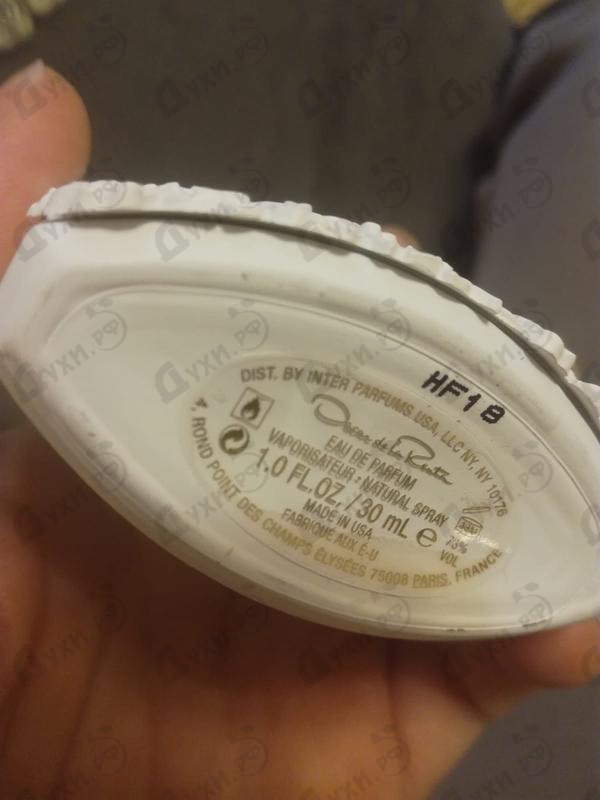 HF18
DIST. BY INTER PARFUMS USA, LLC NY, NY 10176
Oscar de la Renta
EAU DE PARFUM
VAPORISATEUR - NATURAL SPRAY
1.0 FL.OZ / 30 mL e
73% VOL
MADE IN USA
FABRIQUE AUX É-U
4, ROND POINT DES CHAMPS ÉLYSÉES 75008 PARIS, FRANCE
Духи.РФ